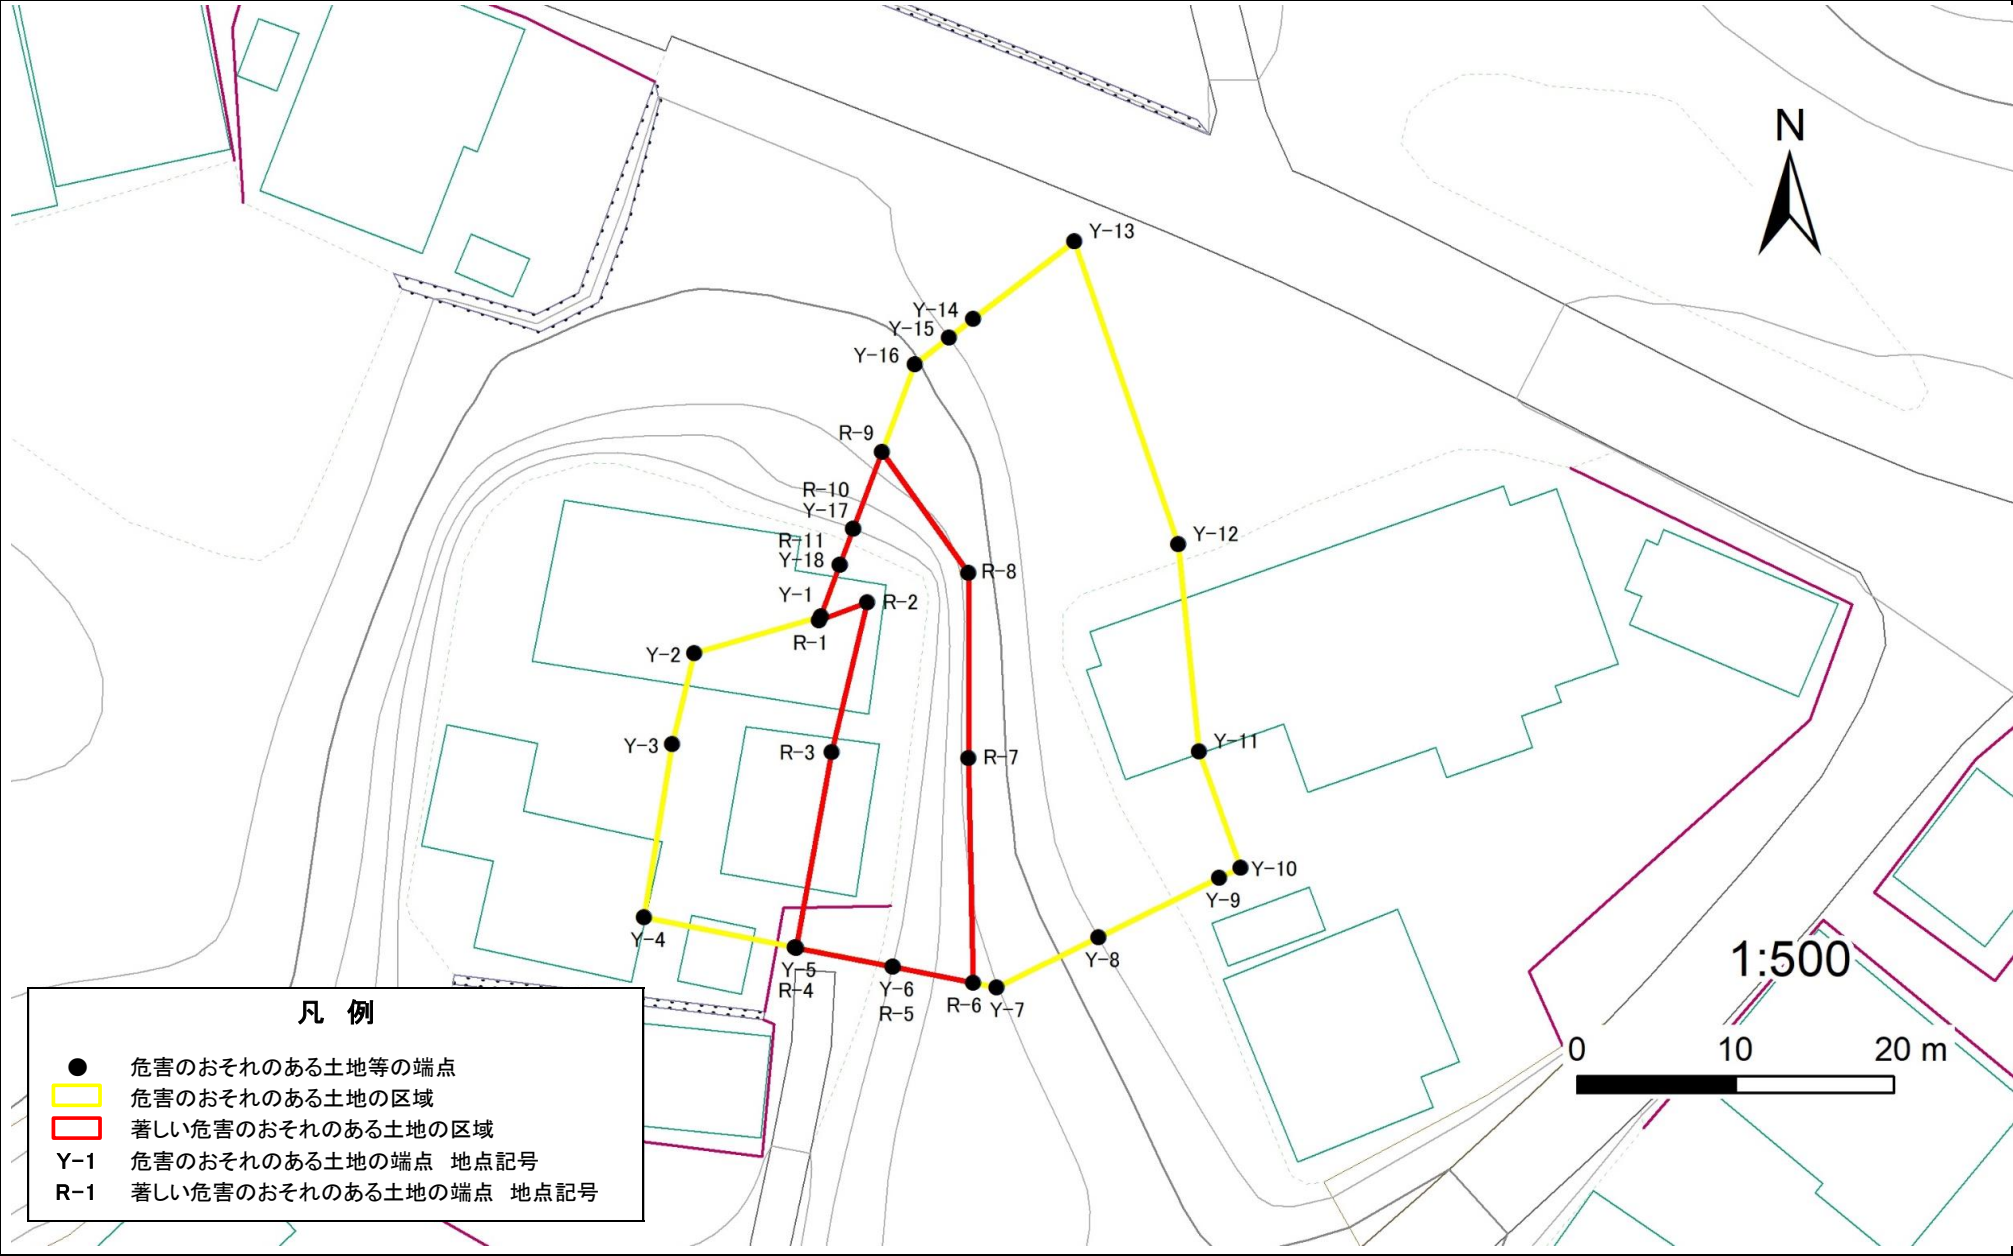 N
Y-13
Y-14
Y-15
Y-16
R-9
R-10
Y-17
R-11
Y-18
Y-12
R-8
Y-1
R-2
R-1
Y-2
Y-3
R-3
R-7
Y-11
Y-10
Y-9
Y-4
Y-8
Y-5
R-4
Y-6
R-5
R-6
Y-7
1:500
0 10 20 m
凡 例
危害のおそれのある土地等の端点
危害のおそれのある土地の区域
著しい危害のおそれのある土地の区域
Y-1 危害のおそれのある土地の端点 地点記号
R-1 著しい危害のおそれのある土地の端点 地点記号